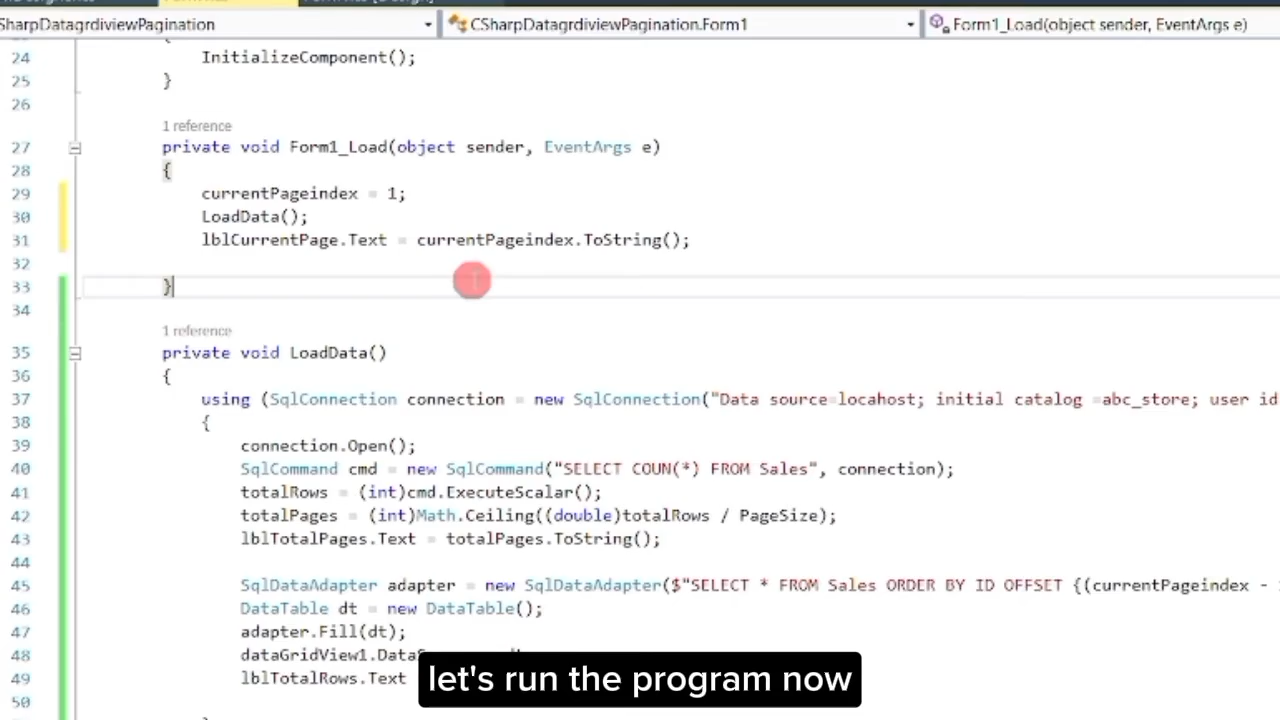 SharpDatagrdiviewPagination
CSharpDatagrdiviewPagination.Form1
Form1_Load(object sender, EventArgs e)
24 InitializeComponent();
25 }
26
1 reference
27 private void Form1_Load(object sender, EventArgs e)
28 {
29 currentPageindex = 1;
30 LoadData();
31 lblCurrentPage.Text = currentPageindex.ToString();
32
33 }
34
1 reference
35 private void LoadData()
36 {
37 using (SqlConnection connection = new SqlConnection("Data source=locahost; initial catalog =abc_store; user id
38 {
39 connection.Open();
40 SqlCommand cmd = new SqlCommand("SELECT COUN(*) FROM Sales", connection);
41 totalRows = (int)cmd.ExecuteScalar();
42 totalPages = (int)Math.Ceiling((double)totalRows / PageSize);
43 lblTotalPages.Text = totalPages.ToString();
44
45 SqlDataAdapter adapter = new SqlDataAdapter($"SELECT * FROM Sales ORDER BY ID OFFSET {(currentPageindex -
46 DataTable dt = new DataTable();
47 adapter.Fill(dt);
48 dataGridView1.Data
49 lblTotalRows.Text
50
let's run the program now